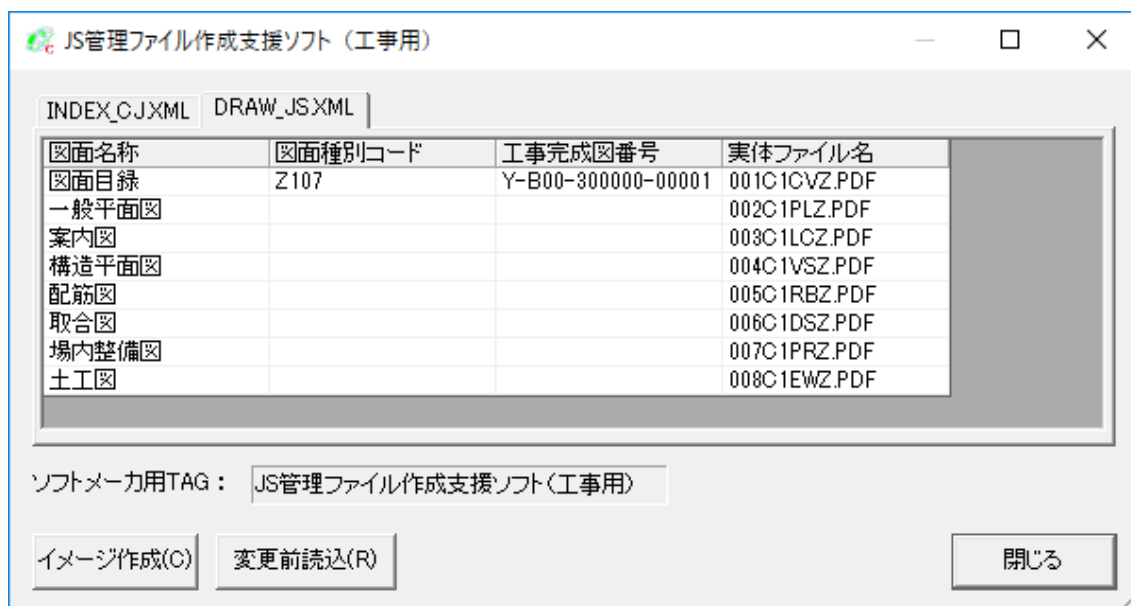 JS管理ファイル作成支援ソフト（工事用）
INDEX_CJ.XML DRAW_JS.XML
図面名称 図面種別コード 工事完成図番号 実体ファイル名
図面目録 Z107 Y-B00-300000-00001 001C1CVZ.PDF
一般平面図 002C1PLZ.PDF
案内図 003C1LCZ.PDF
構造平面図 004C1VSZ.PDF
配筋図 005C1RBZ.PDF
取合図 006C1DSZ.PDF
場内整備図 007C1PRZ.PDF
土工図 008C1EWZ.PDF
ソフトメーカ用TAG： JS管理ファイル作成支援ソフト(工事用)
イメージ作成(C) 変更前読込(R) 閉じる